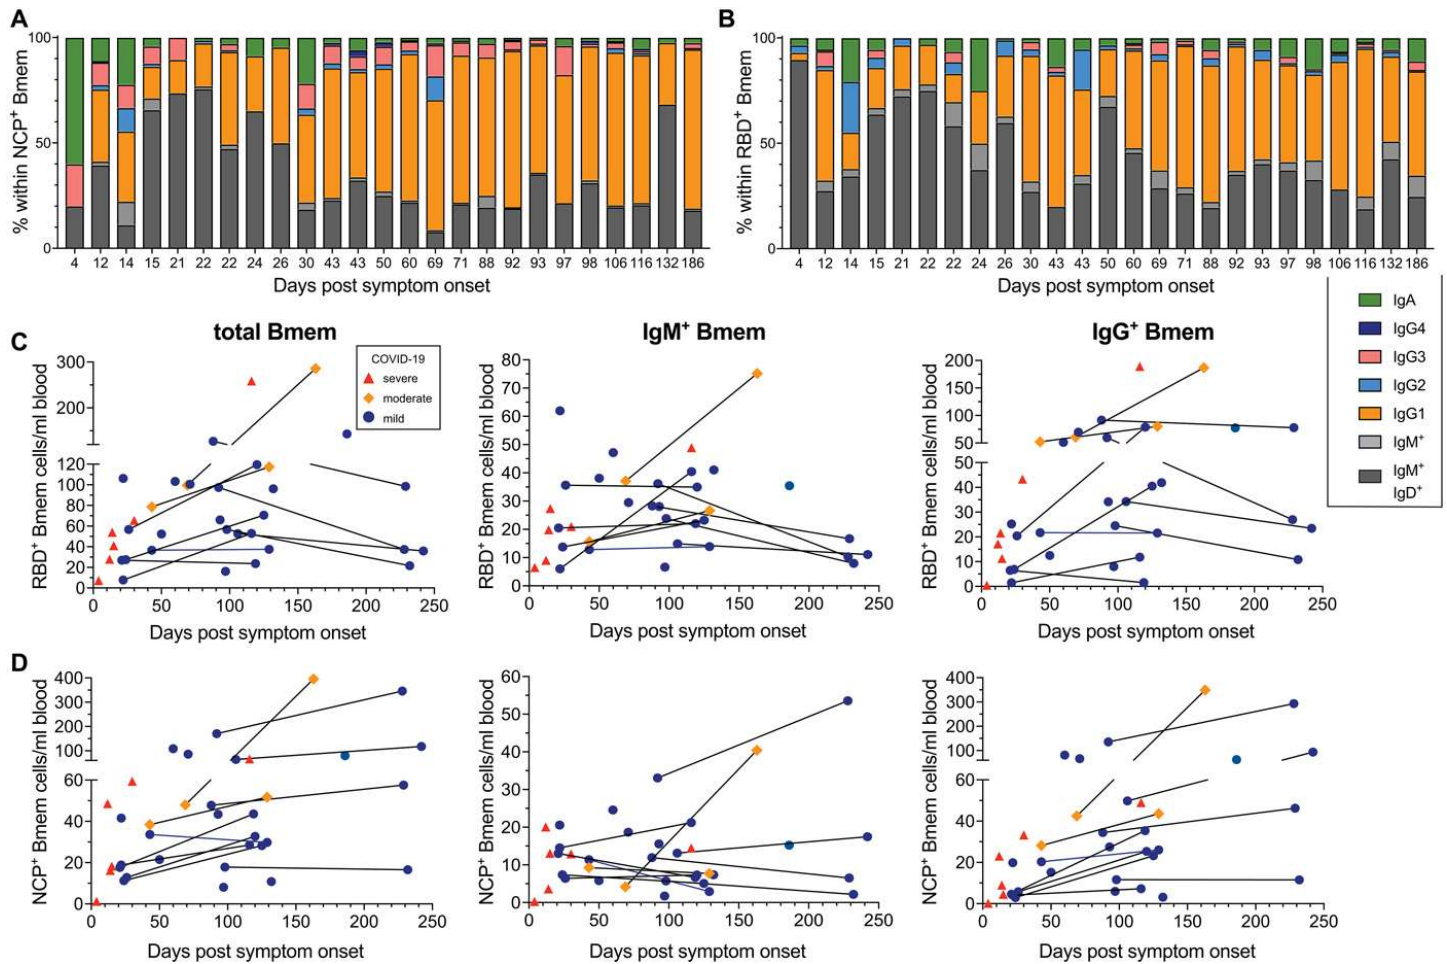 A
B
100
50
0
% within NCP+ Bmem
4 12 14 15 21 22 22 24 26 30 43 43 50 60 69 71 88 92 93 97 98 106 116 132 186
Days post symptom onset
100
50
0
% within RBD+ Bmem
4 12 14 15 21 22 22 24 26 30 43 43 50 60 69 71 88 92 93 97 98 106 116 132 186
Days post symptom onset
IgA
IgG4
IgG3
IgG2
IgG1
IgM+
IgM+
IgD+
C
total Bmem
IgM+ Bmem
IgG+ Bmem
COVID-19
severe
moderate
mild
300
200
120
100
80
60
40
20
0
RBD+ Bmem cells/ml blood
0 50 100 150 200 250
Days post symptom onset
80
70
60
50
40
30
20
10
0
RBD+ Bmem cells/ml blood
0 50 100 150 200 250
Days post symptom onset
200
150
100
50
50
40
30
20
10
0
RBD+ Bmem cells/ml blood
0 50 100 150 200 250
Days post symptom onset
D
400
300
200
100
60
40
20
0
NCP+ Bmem cells/ml blood
0 50 100 150 200 250
Days post symptom onset
60
50
40
30
20
10
0
NCP+ Bmem cells/ml blood
0 50 100 150 200 250
Days post symptom onset
400
300
200
100
60
40
20
0
NCP+ Bmem cells/ml blood
0 50 100 150 200 250
Days post symptom onset